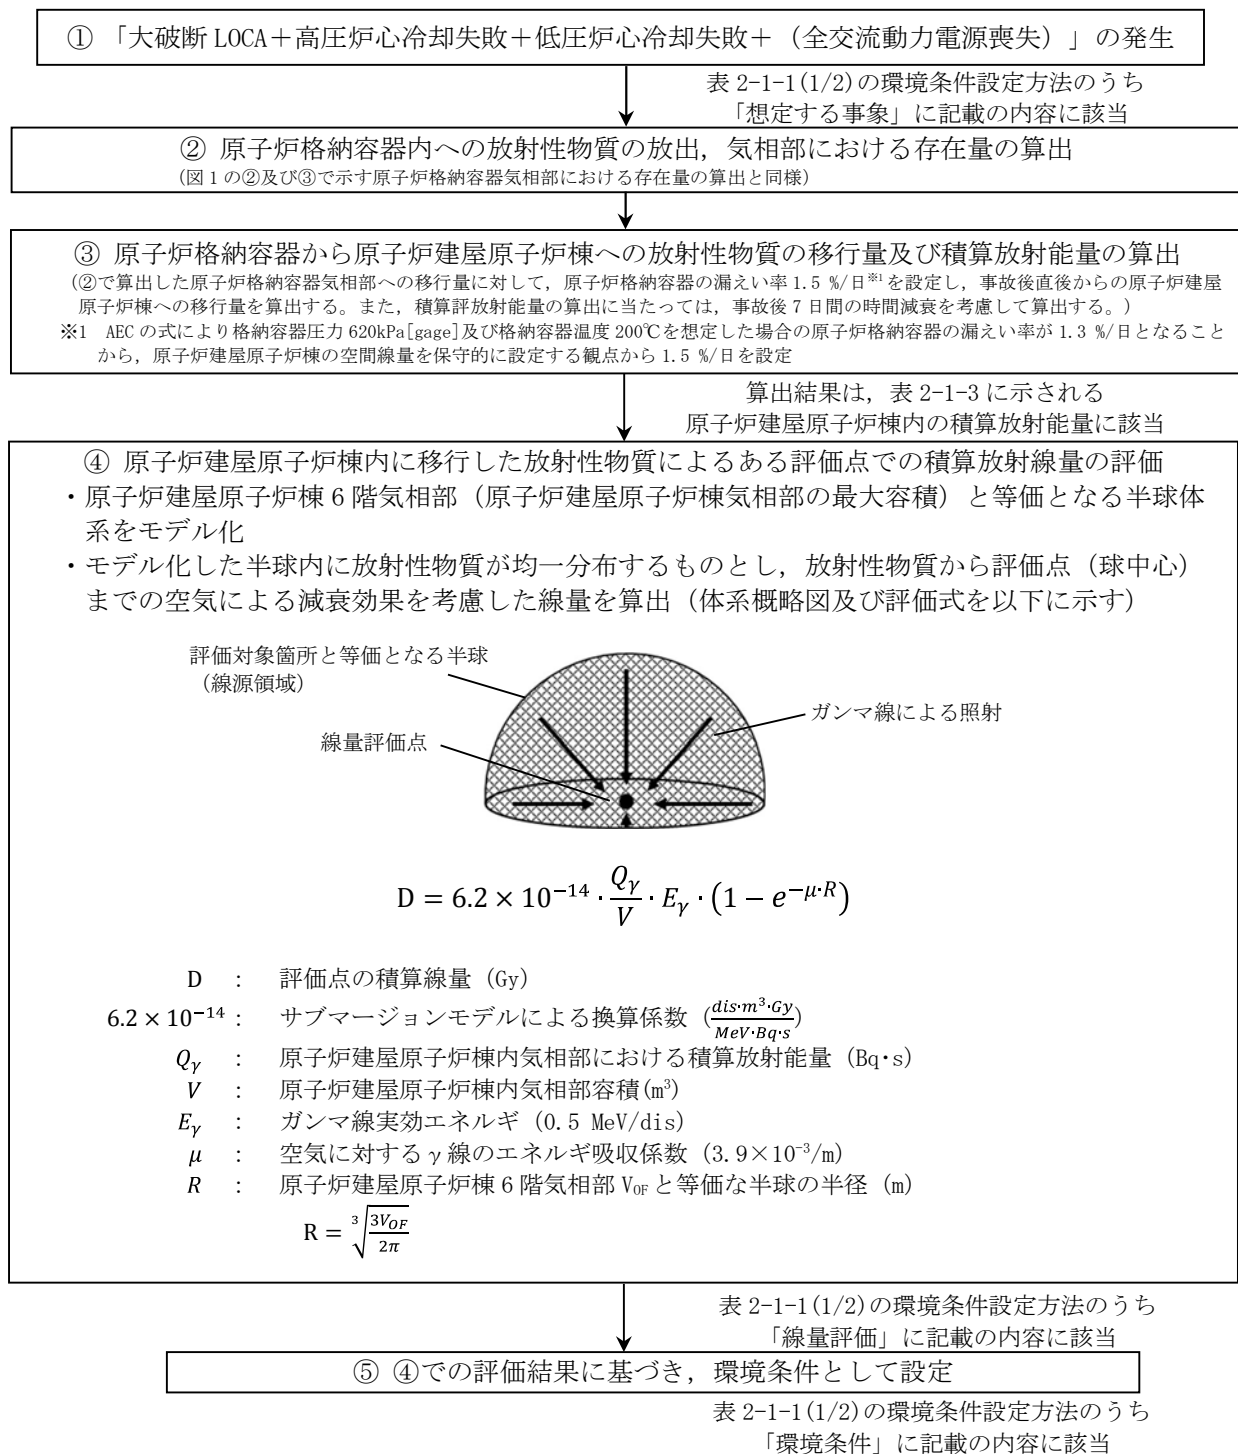 ① 「大破断 LOCA＋高圧炉心冷却失敗＋低圧炉心冷却失敗＋（全交流動力電源喪失）」の発生
表 2-1-1(1/2)の環境条件設定方法のうち
「想定する事象」に記載の内容に該当
② 原子炉格納容器内への放射性物質の放出，気相部における存在量の算出
(図１の②及び③で示す原子炉格納容器気相部における存在量の算出と同様)
③ 原子炉格納容器から原子炉建屋原子炉棟への放射性物質の移行量及び積算放射能量の算出
(②で算出した原子炉格納容器気相部への移行量に対して，原子炉格納容器の漏えい率 1.5 %/日※1を設定し，事故後直後からの原子炉建屋
原子炉棟への移行量を算出する。また，積算評放射能量の算出に当たっては，事故後 7 日間の時間減衰を考慮して算出する。)
※1 AEC の式により格納容器圧力 620kPa[gage]及び格納容器温度 200℃を想定した場合の原子炉格納容器の漏えい率が 1.3 %/日となること
から，原子炉建屋原子炉棟の空間線量を保守的に設定する観点から 1.5 %/日を設定
算出結果は，表 2-1-3 に示される
原子炉建屋原子炉棟内の積算放射能量に該当
④ 原子炉建屋原子炉棟内に移行した放射性物質によるある評価点での積算放射線量の評価
・原子炉建屋原子炉棟 6 階気相部（原子炉建屋原子炉棟気相部の最大容積）と等価となる半球体
系をモデル化
・モデル化した半球内に放射性物質が均一分布するものとし，放射性物質から評価点（球中心）
までの空気による減衰効果を考慮した線量を算出（体系概略図及び評価式を以下に示す）
評価対象箇所と等価となる半球
（線源領域）
ガンマ線による照射
線量評価点
D = 6.2 × 10⁻¹⁴ · Q_γ/V · E_γ · (1 − e^{−μ·R})
D : 評価点の積算線量 (Gy)
6.2 × 10⁻¹⁴ : サブマージョンモデルによる換算係数 (dis·m³·Gy/MeV·Bq·s)
Q_γ : 原子炉建屋原子炉棟内気相部における積算放射能量 (Bq・s)
V : 原子炉建屋原子炉棟内気相部容積(m³)
E_γ : ガンマ線実効エネルギ (0.5 MeV/dis)
μ : 空気に対するγ線のエネルギ吸収係数 (3.9×10⁻³/m)
R : 原子炉建屋原子炉棟 6 階気相部 V_OF と等価な半球の半径 (m)
R = ∛(3V_OF/2π)
表 2-1-1(1/2)の環境条件設定方法のうち
「線量評価」に記載の内容に該当
⑤ ④での評価結果に基づき，環境条件として設定
表 2-1-1(1/2)の環境条件設定方法のうち
「環境条件」に記載の内容に該当